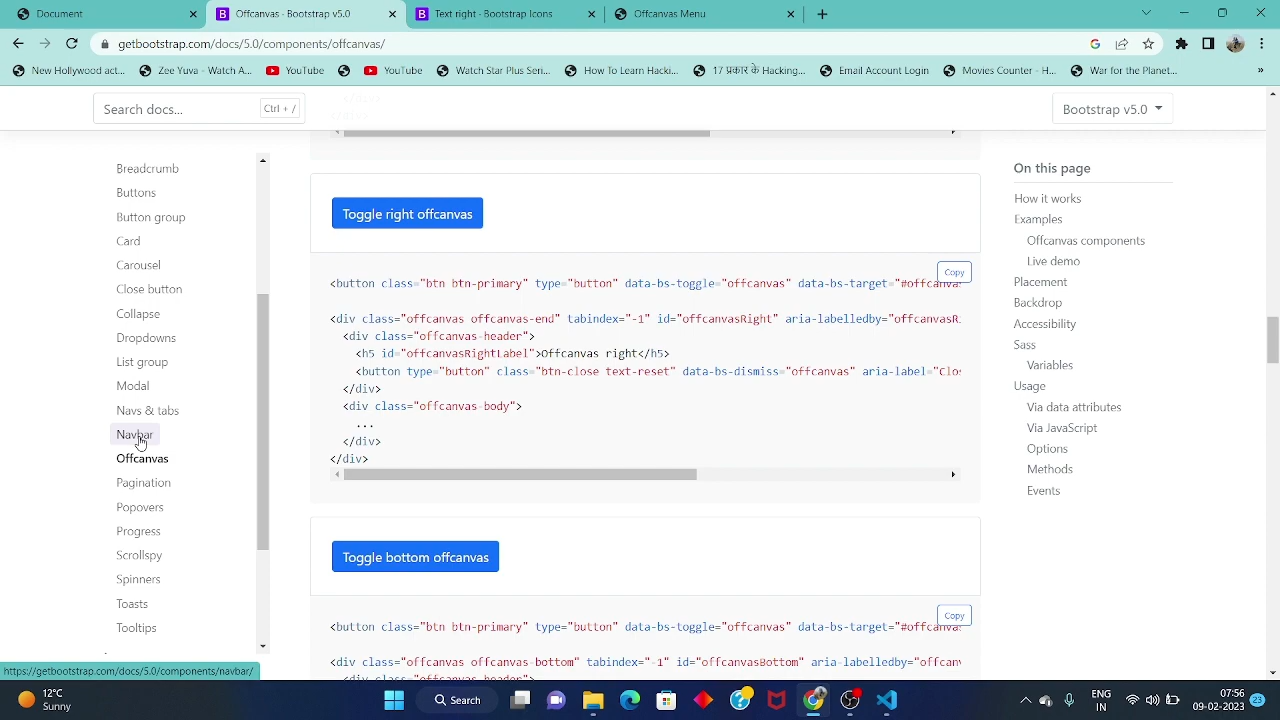 Document
Offcanvas - Bootstrap v5.0
Text right - Bootstrap Icons
Offcanvas Menu
getbootstrap.com/docs/5.0/components/offcanvas/
New Hollywood act...
Zee Yuva - Watch A...
YouTube
YouTube
Watch Star Plus Seri...
How To Learn Hacki...
Hacking...
Email Account Login
Movies Counter - H...
War for the Planet...
Search docs...
Ctrl + /
Bootstrap v5.0
</div>
</div>
Breadcrumb
Buttons
Button group
Card
Carousel
Close button
Collapse
Dropdowns
List group
Modal
Navs & tabs
Navbar
Offcanvas
Pagination
Popovers
Progress
Scrollspy
Spinners
Toasts
Tooltips
Toggle right offcanvas
Copy
<button class="btn btn-primary" type="button" data-bs-toggle="offcanvas" data-bs-target="#offcanvas
<div class="offcanvas offcanvas-end" tabindex="-1" id="offcanvasRight" aria-labelledby="offcanvasR
<div class="offcanvas-header">
<h5 id="offcanvasRightLabel">Offcanvas right</h5>
<button type="button" class="btn-close text-reset" data-bs-dismiss="offcanvas" aria-label="Clos
</div>
<div class="offcanvas-body">
...
</div>
</div>
Toggle bottom offcanvas
Copy
<button class="btn btn-primary" type="button" data-bs-toggle="offcanvas" data-bs-target="#offcanvas
<div class="offcanvas offcanvas-bottom" tabindex="-1" id="offcanvasBottom" aria-labelledby="offcanv
On this page
How it works
Examples
Offcanvas components
Live demo
Placement
Backdrop
Accessibility
Sass
Variables
Usage
Via data attributes
Via JavaScript
Options
Methods
Events
https://getbootstrap.com/docs/5.0/components/navbar/
12°C
Sunny
Search
ENG
IN
07:56
09-02-2023
23